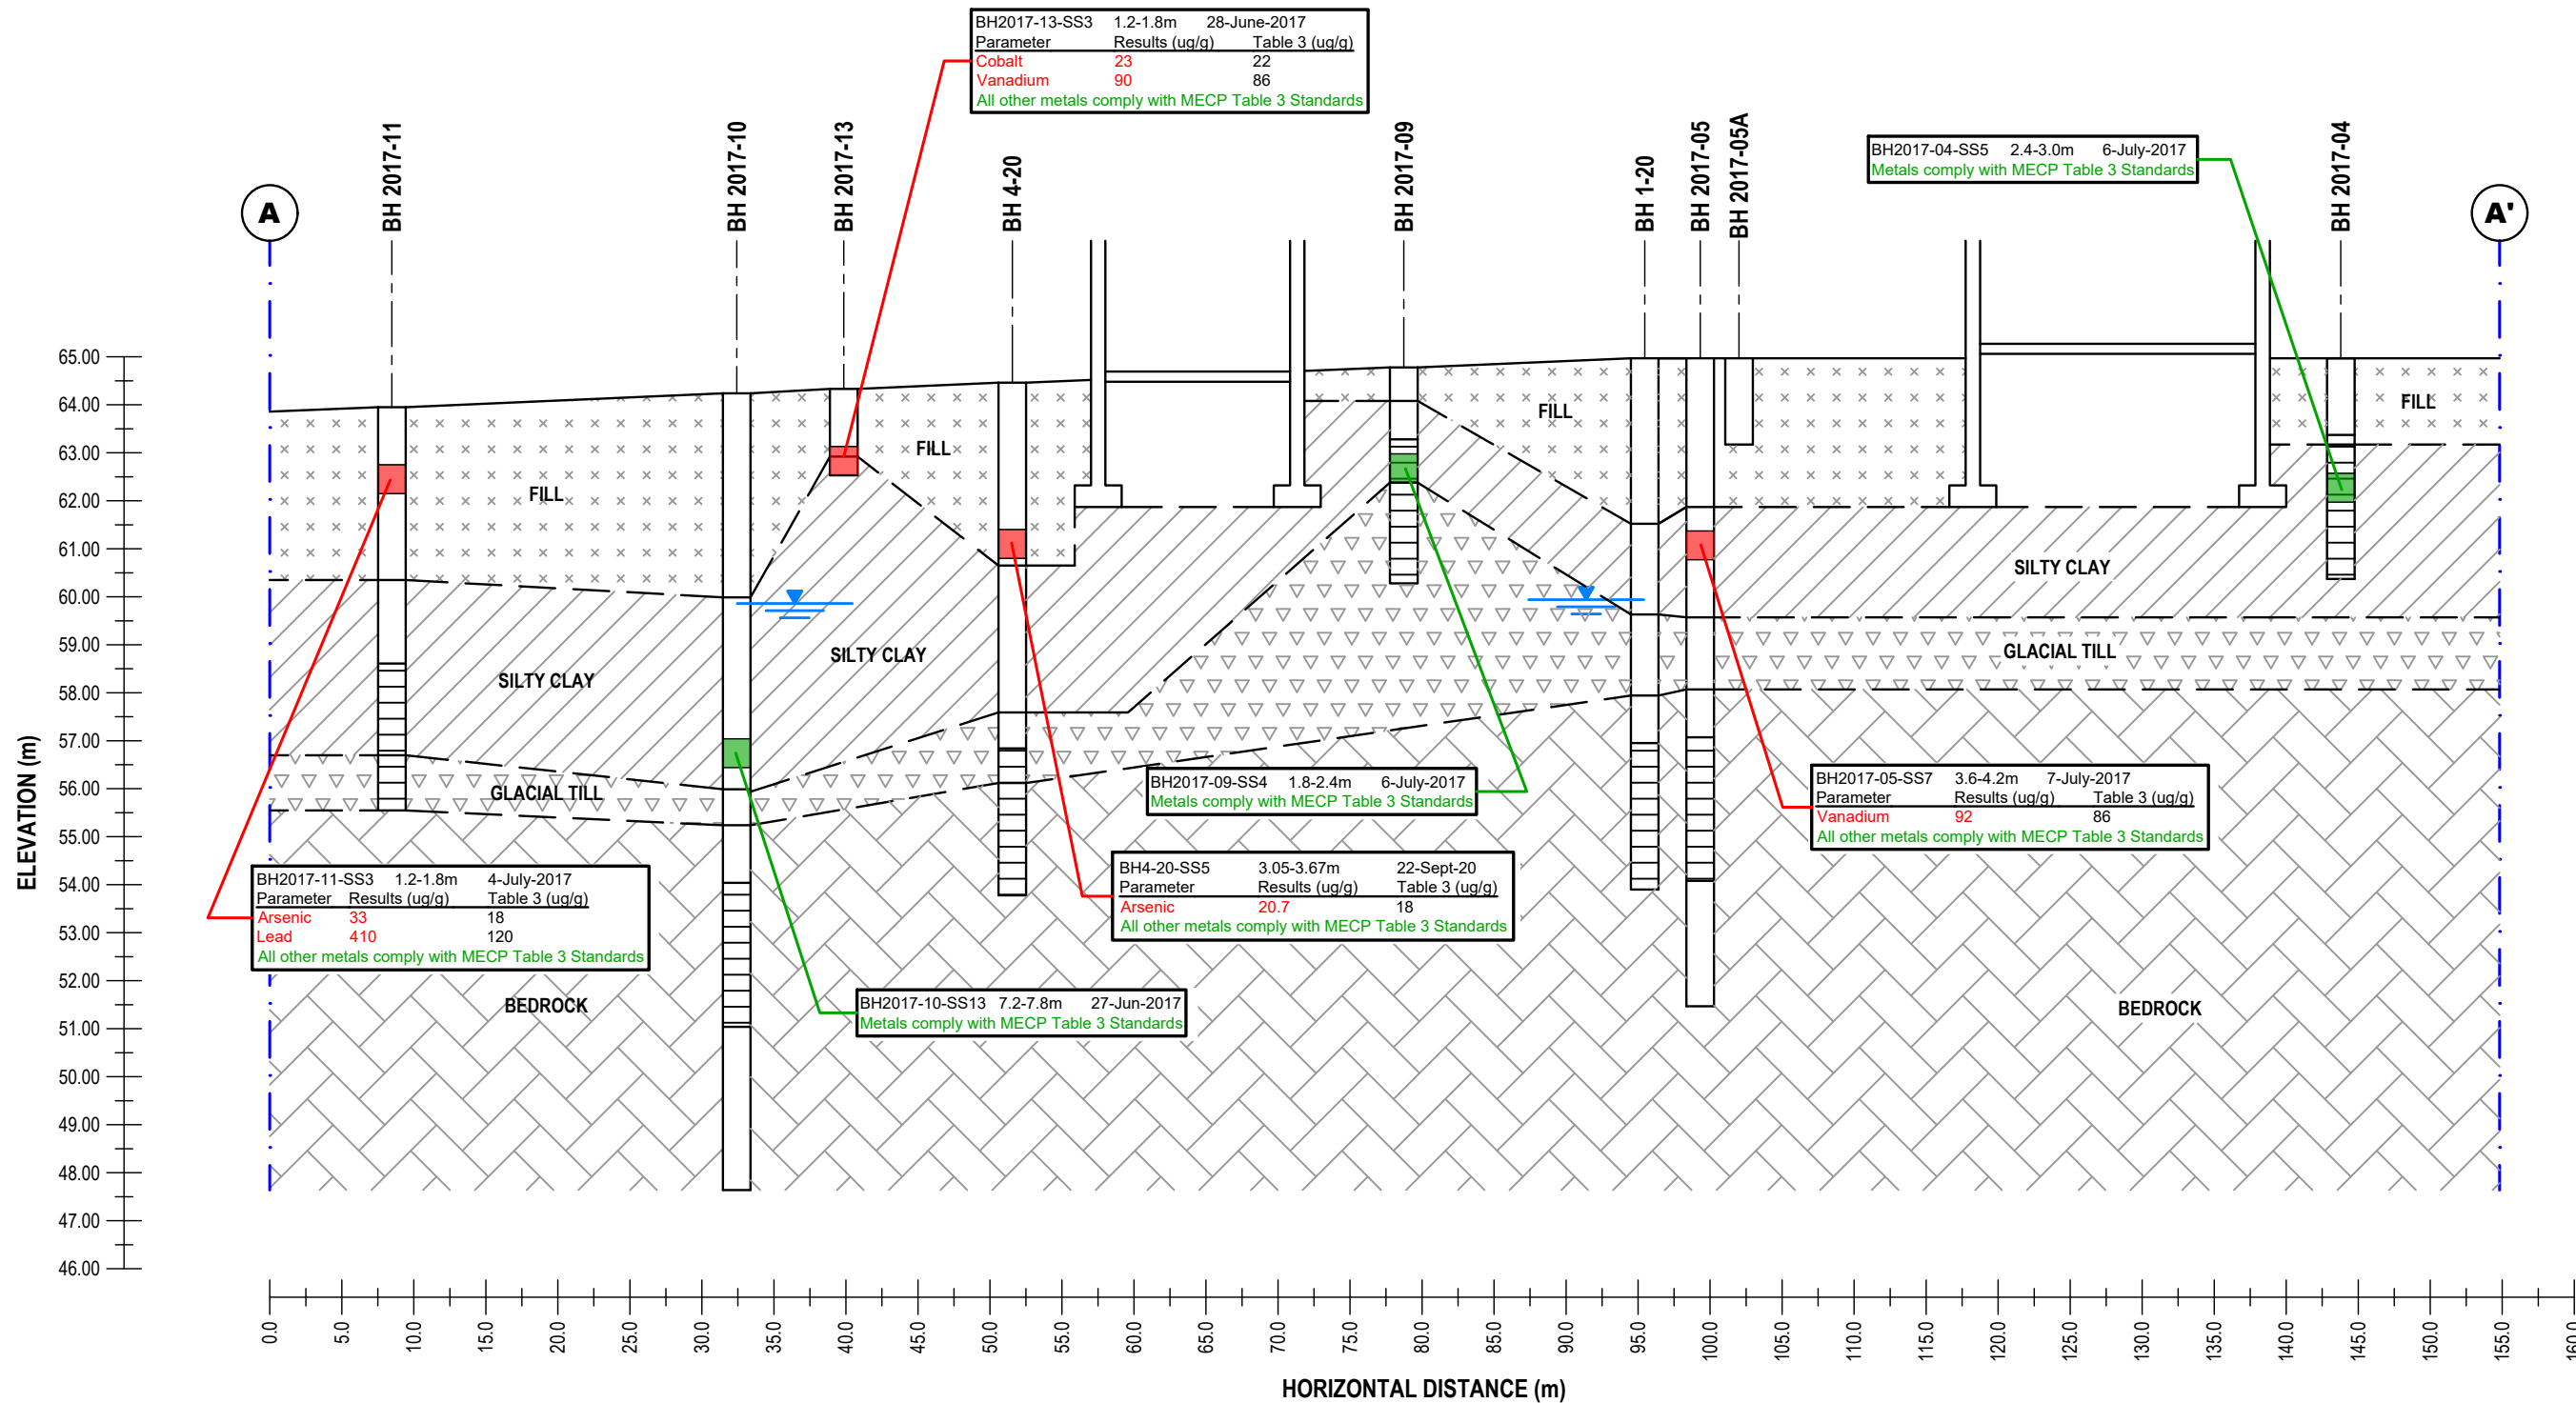 BH2017-13-SS3 1.2-1.8m 28-June-2017
Parameter Results (ug/g) Table 3 (ug/g)
Cobalt 23 22
Vanadium 90 86
All other metals comply with MECP Table 3 Standards
BH 2017-11
BH 2017-10
BH 2017-13
BH 4-20
BH 2017-09
BH 1-20
BH 2017-05
BH 2017-05A
BH 2017-04
BH2017-04-SS5 2.4-3.0m 6-July-2017
Metals comply with MECP Table 3 Standards
A
A'
65.00
64.00
63.00
62.00
61.00
60.00
59.00
58.00
57.00
56.00
55.00
54.00
53.00
52.00
51.00
50.00
49.00
48.00
47.00
46.00
ELEVATION (m)
FILL
FILL
FILL
FILL
SILTY CLAY
SILTY CLAY
SILTY CLAY
GLACIAL TILL
GLACIAL TILL
BH2017-09-SS4 1.8-2.4m 6-July-2017
Metals comply with MECP Table 3 Standards
BH2017-05-SS7 3.6-4.2m 7-July-2017
Parameter Results (ug/g) Table 3 (ug/g)
Vanadium 92 86
All other metals comply with MECP Table 3 Standards
BH2017-11-SS3 1.2-1.8m 4-July-2017
Parameter Results (ug/g) Table 3 (ug/g)
Arsenic 33 18
Lead 410 120
All other metals comply with MECP Table 3 Standards
BH4-20-SS5 3.05-3.67m 22-Sept-20
Parameter Results (ug/g) Table 3 (ug/g)
Arsenic 20.7 18
All other metals comply with MECP Table 3 Standards
BH2017-10-SS13 7.2-7.8m 27-Jun-2017
Metals comply with MECP Table 3 Standards
BEDROCK
BEDROCK
0.0 5.0 10.0 15.0 20.0 25.0 30.0 35.0 40.0 45.0 50.0 55.0 60.0 65.0 70.0 75.0 80.0 85.0 90.0 95.0 100.0 105.0 110.0 115.0 120.0 125.0 130.0 135.0 140.0 145.0 150.0 155.0 160.0
HORIZONTAL DISTANCE (m)